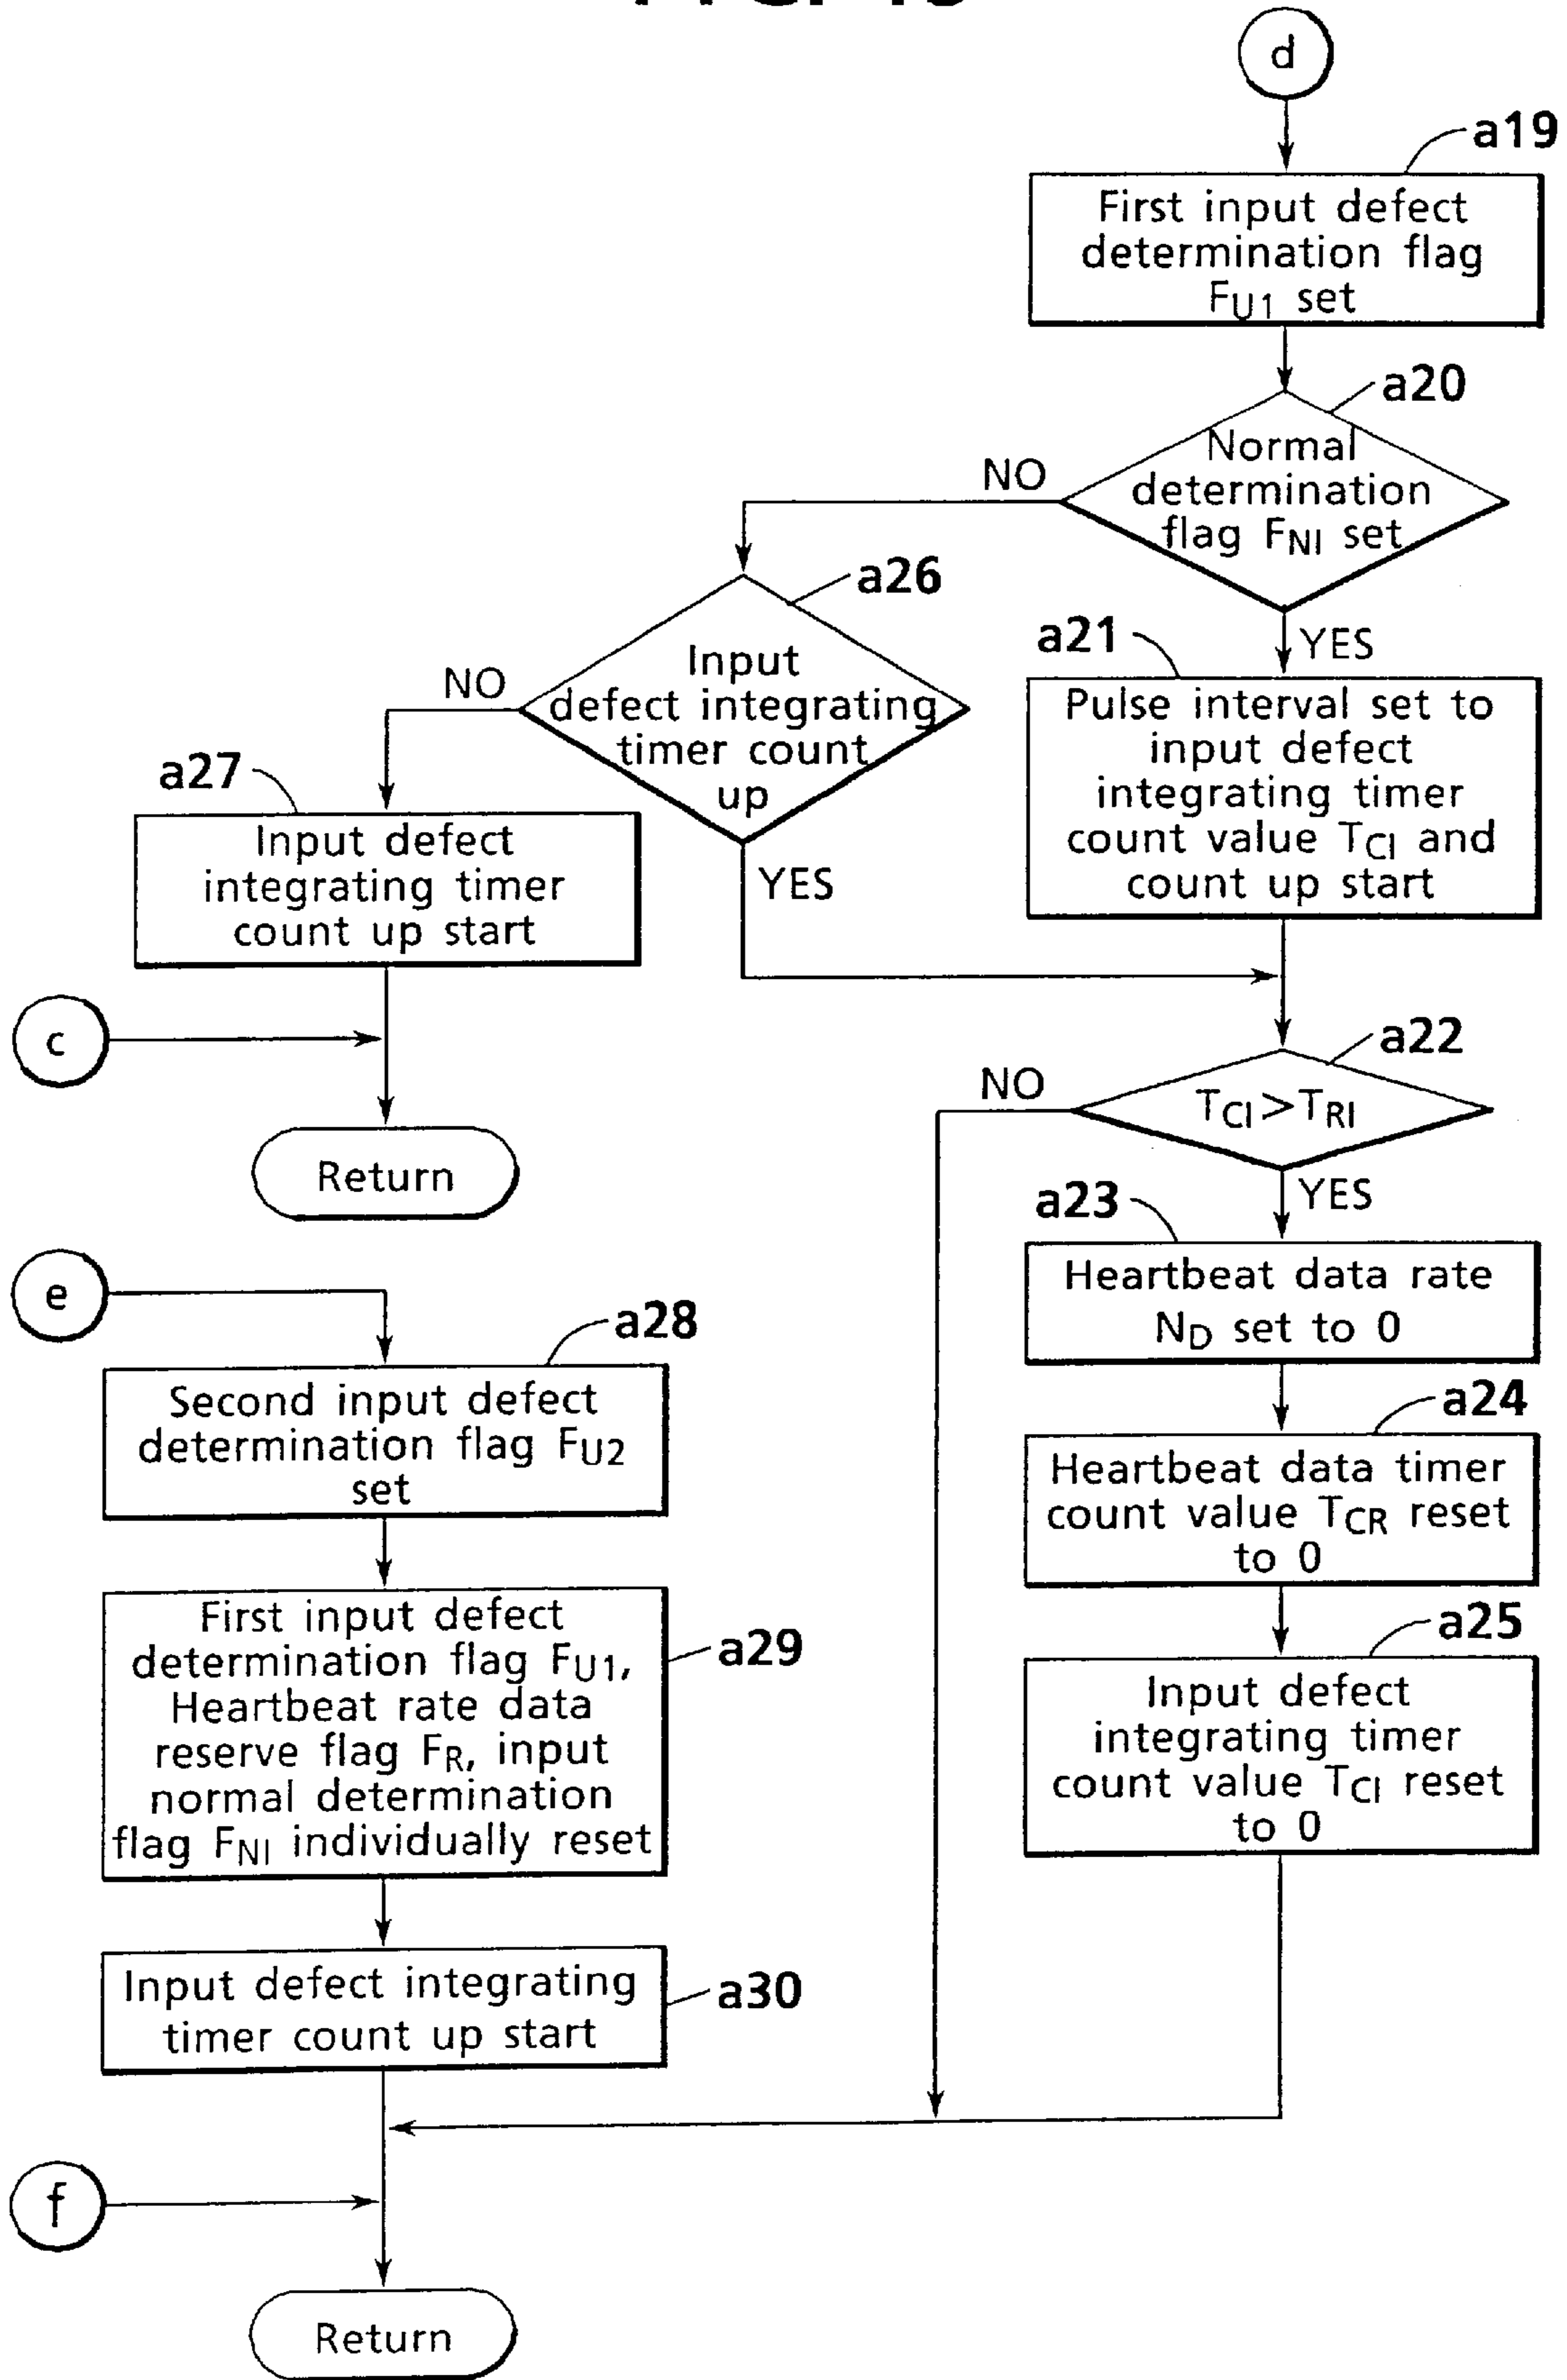 d
a19
First input defect
determination flag
FU1 set
a20
Normal
determination
flag FNI set
NO
YES
a26
Input
defect integrating
timer count
up
NO
YES
a21
Pulse interval set to
input defect
integrating timer
count value TCI and
count up start
a27
Input defect
integrating timer
count up start
c
Return
a22
TCI>TRI
NO
YES
a23
Heartbeat data rate
ND set to 0
a24
Heartbeat data timer
count value TCR reset
to 0
a25
Input defect
integrating timer
count value TCI reset
to 0
e
a28
Second input defect
determination flag FU2
set
First input defect
determination flag FU1,
Heartbeat rate data
reserve flag FR, input
normal determination
flag FNI individually reset
a29
Input defect integrating
timer count up start
a30
f
Return